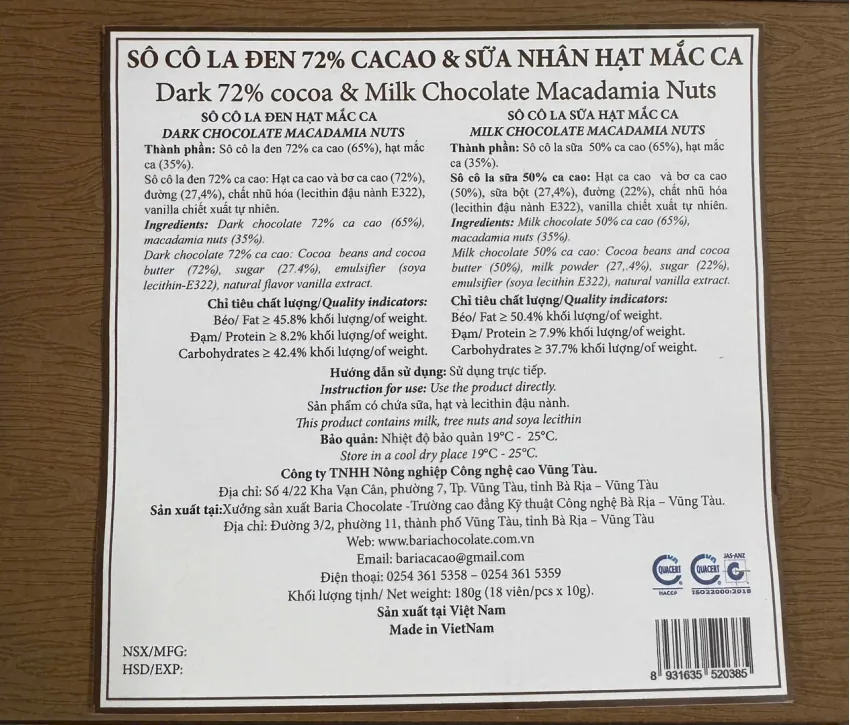 SÔ CÔ LA ĐEN 72% CACAO & SỮA NHÂN HẠT MẮC CA
Dark 72% cocoa & Milk Chocolate Macadamia Nuts
SÔ CÔ LA ĐEN HẠT MẮC CA
DARK CHOCOLATE MACADAMIA NUTS
Thành phần: Sô cô la đen 72% ca cao (65%), hạt mắc
ca (35%).
Sô cô la đen 72% ca cao: Hạt ca cao và bơ ca cao (72%),
đường (27,4%), chất nhũ hóa (lecithin đậu nành E322),
vanilla chiết xuất tự nhiên.
Ingredients: Dark chocolate 72% ca cao (65%),
macadamia nuts (35%).
Dark chocolate 72% ca cao: Cocoa beans and cocoa
butter (72%), sugar (27.4%), emulsifier (soya
lecithin-E322), natural flavor vanilla extract.
Chỉ tiêu chất lượng/Quality indicators:
Béo/ Fat ≥ 45.8% khối lượng/of weight.
Đạm/ Protein ≥ 8.2% khối lượng/of weight.
Carbohydrates ≥ 42.4% khối lượng/of weight.
SÔ CÔ LA SỮA HẠT MẮC CA
MILK CHOCOLATE MACADAMIA NUTS
Thành phần: Sô cô la sữa 50% ca cao (65%), hạt mắc
ca (35%).
Sô cô la sữa 50% ca cao: Hạt ca cao và bơ ca cao
(50%), sữa bột (27,4%), đường (22%), chất nhũ hóa
(lecithin đậu nành E322), vanilla chiết xuất tự nhiên.
Ingredients: Milk chocolate 50% ca cao (65%),
macadamia nuts (35%).
Milk chocolate 50% ca cao: Cocoa beans and cocoa
butter (50%), milk powder (27,.4%), sugar (22%),
emulsifier (soya lecithin E322), natural vanilla extract.
Chỉ tiêu chất lượng/Quality indicators:
Béo/ Fat ≥ 50.4% khối lượng/of weight.
Đạm/ Protein ≥ 7.9% khối lượng/of weight.
Carbohydrates ≥ 37.7% khối lượng/of weight.
Hướng dẫn sử dụng: Sử dụng trực tiếp.
Instruction for use: Use the product directly.
Sản phẩm có chứa sữa, hạt và lecithin đậu nành.
This product contains milk, tree nuts and soya lecithin
Bảo quản: Nhiệt độ bảo quản 19°C - 25°C.
Store in a cool dry place 19°C - 25°C.
Công ty TNHH Nông nghiệp Công nghệ cao Vũng Tàu.
Địa chỉ: Số 4/22 Kha Vạn Cân, phường 7, Tp. Vũng Tàu, tỉnh Bà Rịa – Vũng Tàu
Sản xuất tại:Xưởng sản xuất Baria Chocolate -Trường cao đẳng Kỹ thuật Công nghệ Bà Rịa – Vũng Tàu.
Địa chỉ: Đường 3/2, phường 11, thành phố Vũng Tàu, tỉnh Bà Rịa – Vũng Tàu
Web: www.bariachocolate.com.vn
Email: bariacacao@gmail.com
Điện thoại: 0254 361 5358 – 0254 361 5359
Khối lượng tịnh/ Net weight: 180g (18 viên/pcs x 10g).
Sản xuất tại Việt Nam
Made in VietNam
QUACERT
HACCP
QUACERT
JAS-ANZ
ISO22000:2018
NSX/MFG:
HSD/EXP:
8 931635 520385